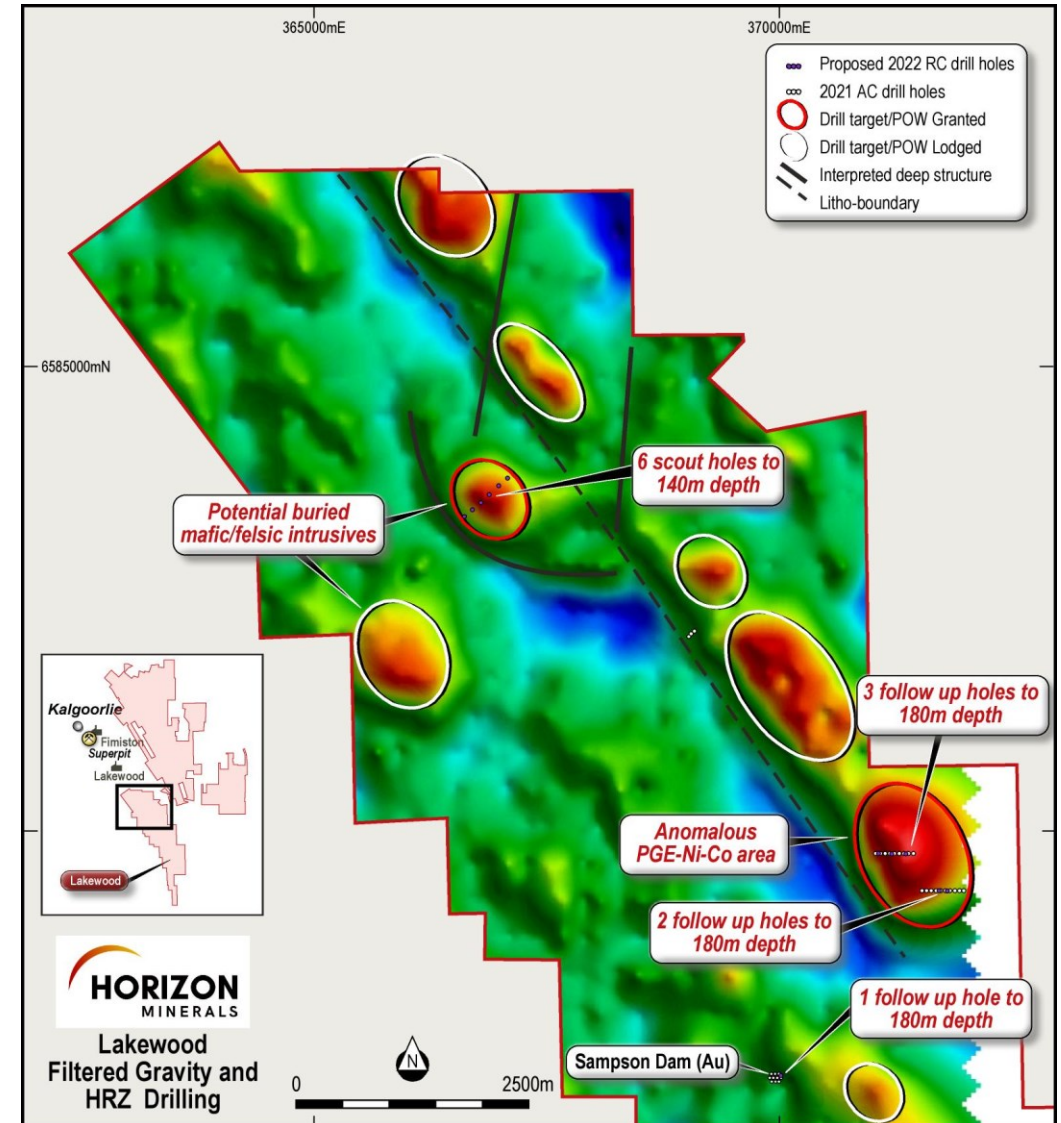 365000mE
370000mE
Proposed 2022 RC drill holes
2021 AC drill holes
Drill target/POW Granted
Drill target/POW Lodged
Interpreted deep structure
Litho-boundary
6585000mN
6 scout holes to
140m depth
Potential buried
mafic/felsic intrusives
3 follow up holes to
180m depth
Anomalous
PGE-Ni-Co area
2 follow up holes to
180m depth
1 follow up hole to
180m depth
Sampson Dam (Au)
Kalgoorlie
Fimiston
Superpit
Lakewood
Lakewood
HORIZON
MINERALS
Lakewood
Filtered Gravity and
HRZ Drilling
N
0
2500m